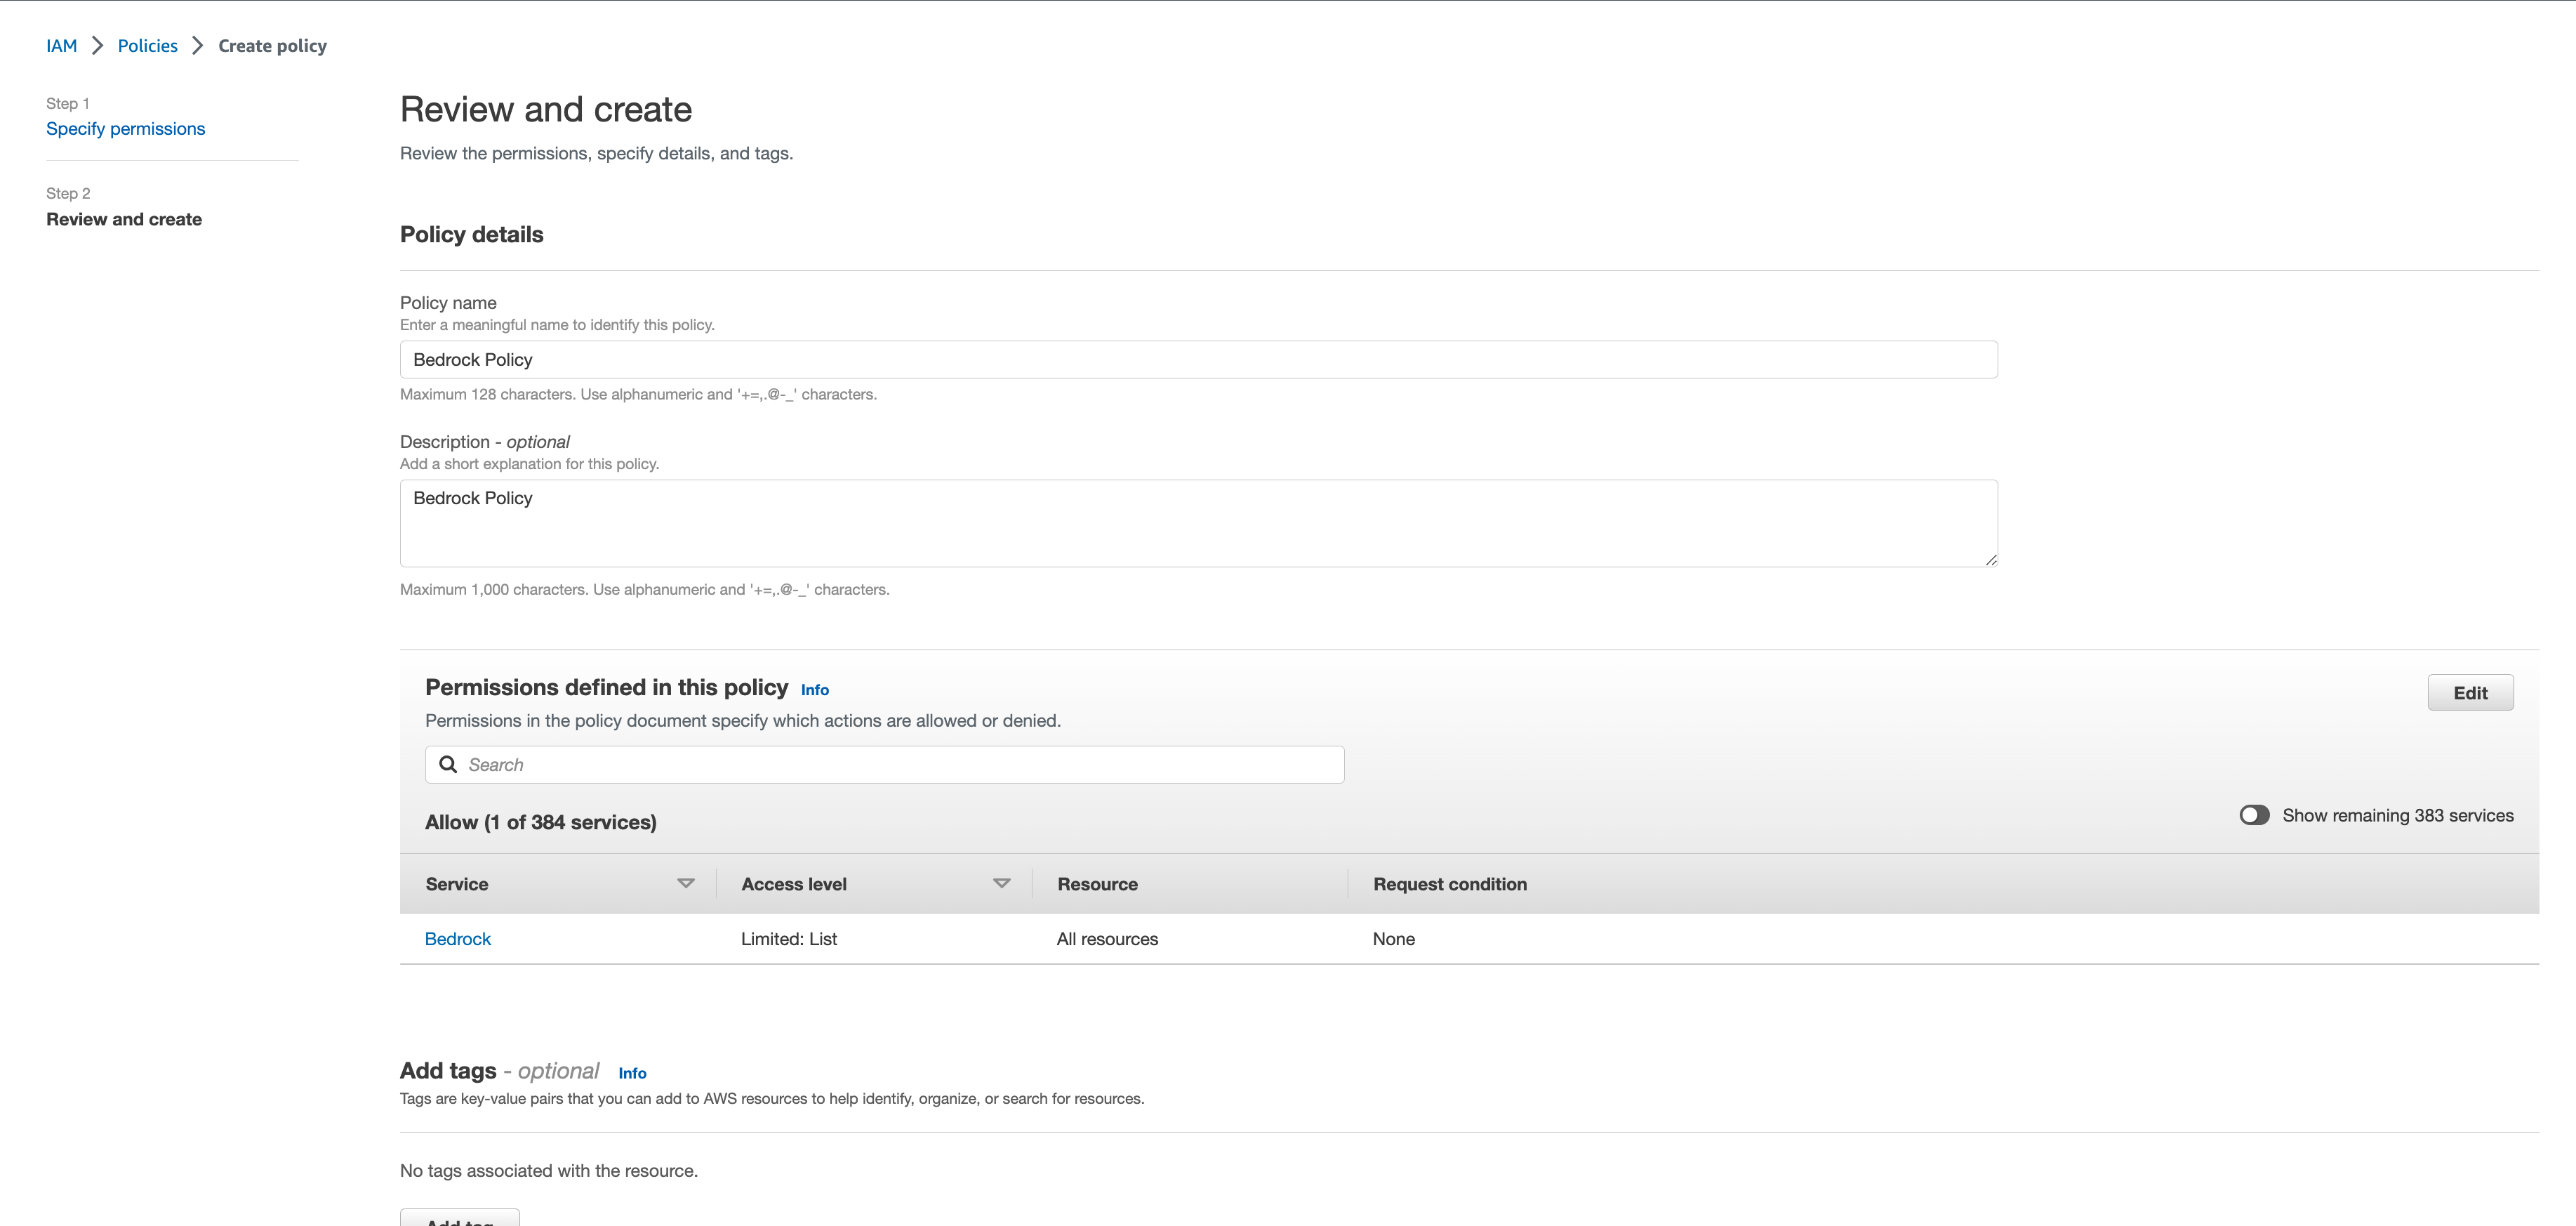 IAM > Policies > Create policy
Step 1
Specify permissions
Step 2
Review and create
Review and create
Review the permissions, specify details, and tags.
Policy details
Policy name
Enter a meaningful name to identify this policy.
Bedrock Policy
Maximum 128 characters. Use alphanumeric and '+=,.@-_' characters.
Description - optional
Add a short explanation for this policy.
Bedrock Policy
Maximum 1,000 characters. Use alphanumeric and '+=,.@-_' characters.
Permissions defined in this policy Info
Edit
Permissions in the policy document specify which actions are allowed or denied.
Search
Allow (1 of 384 services)
Show remaining 383 services
Service Access level Resource Request condition
Bedrock Limited: List All resources None
Add tags - optional Info
Tags are key-value pairs that you can add to AWS resources to help identify, organize, or search for resources.
No tags associated with the resource.
Add tag